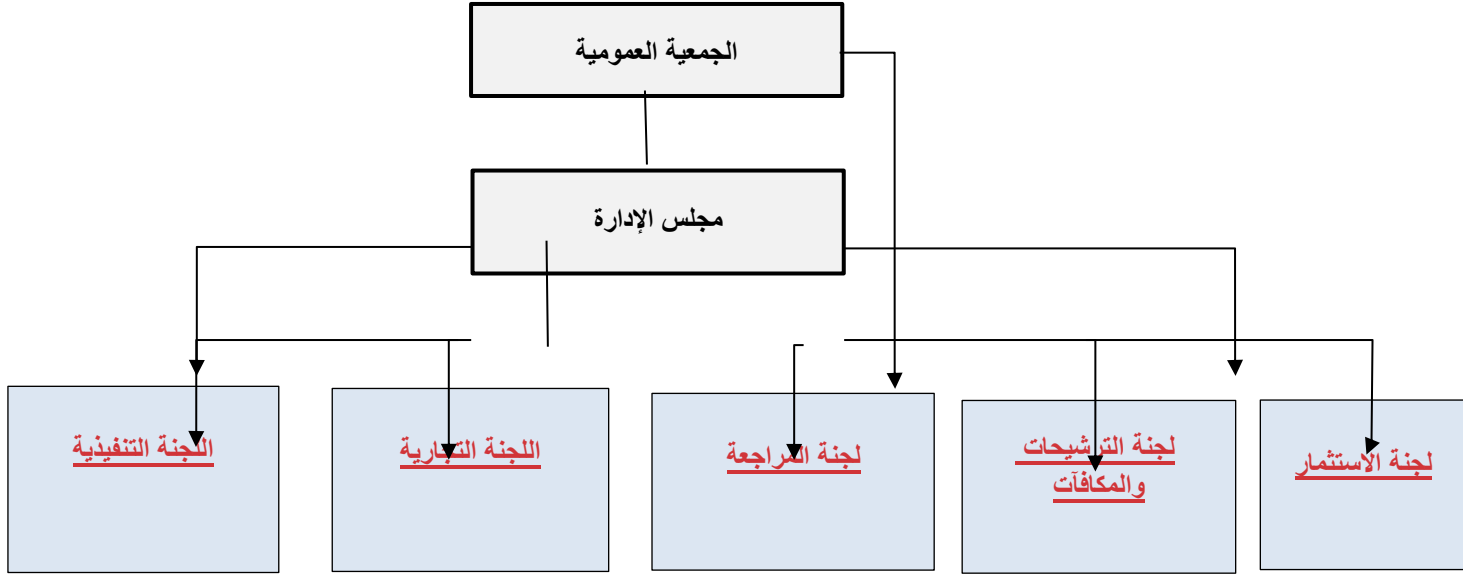 الجمعية العمومية
مجلس الإدارة
لجنة الاستثمار
لجنة الترشيحات
والمكافآت
لجنة المراجعة
اللجنة التجارية
اللجنة التنفيذية